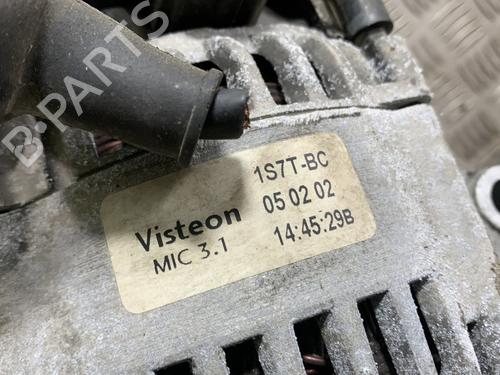 B-PARTS
Visteon
MIC 3.1
1S7T-BC
05 02 02
14:45:29B